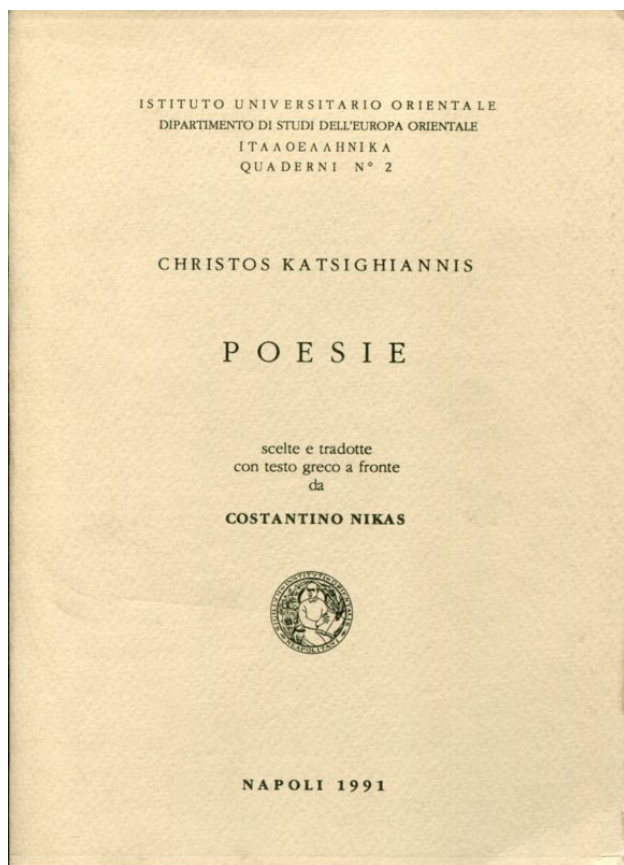 ISTITUTO UNIVERSITARIO ORIENTALE
DIPARTIMENTO DI STUDI DELL'EUROPA ORIENTALE
ΙΤΑΛΟΕΛΛΗΝΙΚΑ
QUADERNI N° 2
CHRISTOS KATSIGHIANNIS
POESIE
scelte e tradotte
con testo greco a fronte
da
COSTANTINO NIKAS
NEAPOLITANI
NAPOLI 1991